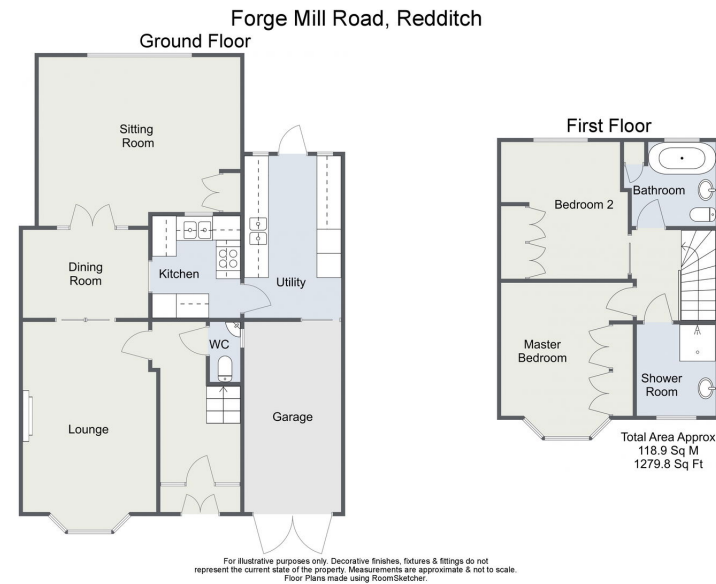 Forge Mill Road, Redditch
Ground Floor
Sitting
Room
Dining
Room
Kitchen
Utility
WC
Lounge
Garage
First Floor
Bathroom
Bedroom 2
Master
Bedroom
Shower
Room
Total Area Approx
118.9 Sq M
1279.8 Sq Ft
For illustrative purposes only. Decorative finishes, fixtures & fittings do not
represent the current state of the property. Measurements are approximate & not to scale.
Floor Plans made using RoomSketcher.